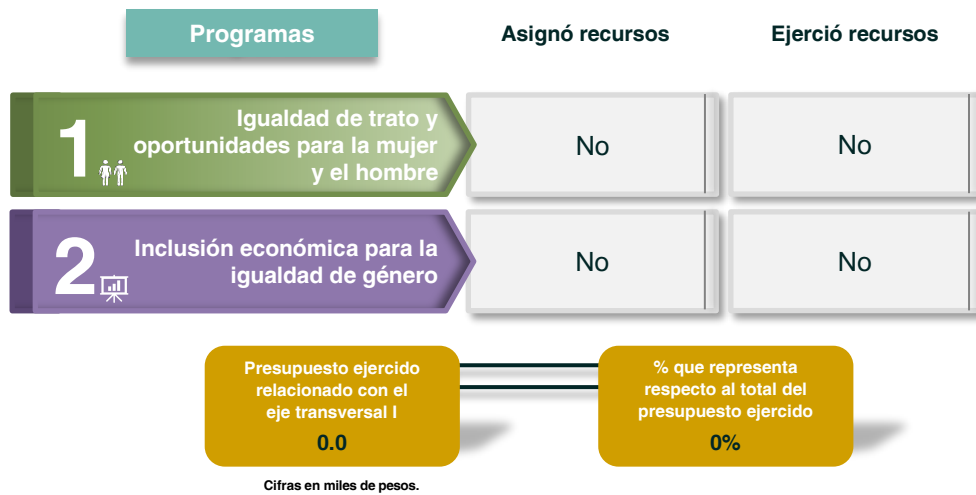 Programas
Asignó recursos
Ejerció recursos
1
Igualdad de trato y
oportunidades para la mujer
y el hombre
No
No
2
Inclusión económica para la
igualdad de género
No
No
Presupuesto ejercido
relacionado con el
eje transversal I
0.0
% que representa
respecto al total del
presupuesto ejercido
0%
Cifras en miles de pesos.